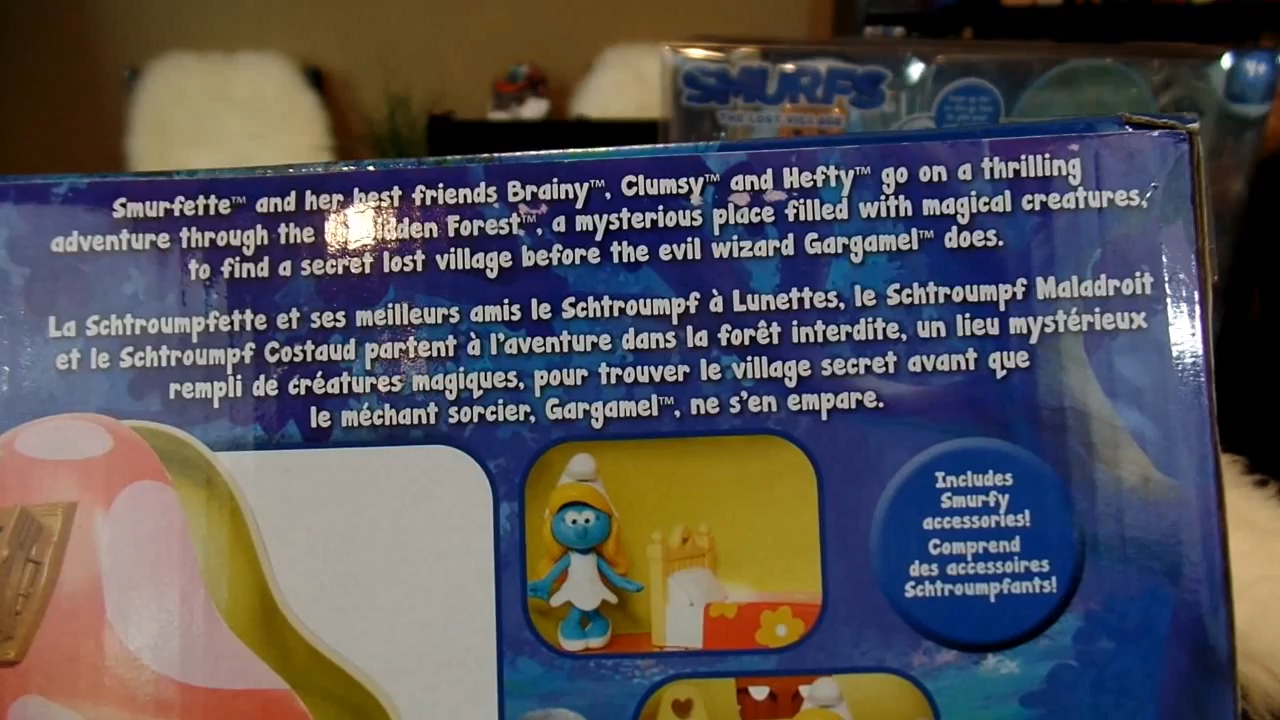 SMURFS
THE LOST VILLAGE
Smurfette™ and her best friends Brainy™, Clumsy™ and Hefty™ go on a thrilling
adventure through the Forest™, a mysterious place filled with magical creatures,
to find a secret lost village before the evil wizard Gargamel™ does.
La Schtroumpfette et ses meilleurs amis le Schtroumpf à Lunettes, le Schtroumpf Maladroit
et le Schtroumpf Costaud partent à l'aventure dans la forêt interdite, un lieu mystérieux
rempli de créatures magiques, pour trouver le village secret avant que
le méchant sorcier, Gargamel™, ne s'en empare.
Includes
Smurfy
accessories!
Comprend
des accessoires
Schtroumpfants!